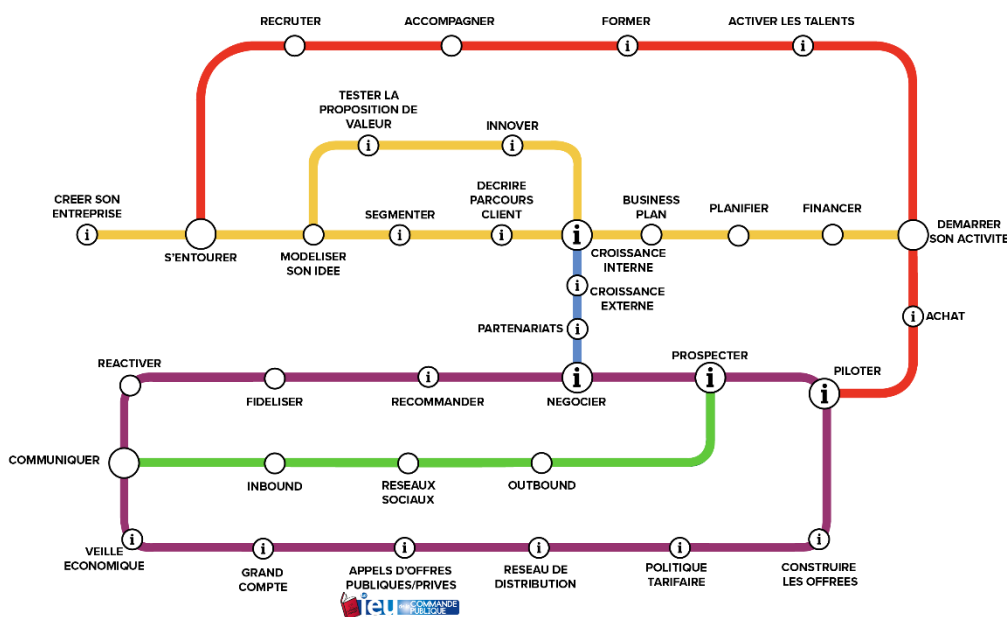 RECRUTER
ACCOMPAGNER
FORMER
ACTIVER LES TALENTS
TESTER LA
PROPOSITION DE
VALEUR
INNOVER
CREER SON
ENTREPRISE
S'ENTOURER
MODELISER
SON IDEE
SEGMENTER
DECRIRE
PARCOURS
CLIENT
CROISSANCE
INTERNE
BUSINESS
PLAN
PLANIFIER
FINANCER
DEMARRER
SON ACTIVITE
CROISSANCE
EXTERNE
PARTENARIATS
ACHAT
REACTIVER
FIDELISER
RECOMMANDER
NEGOCIER
PROSPECTER
PILOTER
COMMUNIQUER
INBOUND
RESEAUX
SOCIAUX
OUTBOUND
VEILLE
ECONOMIQUE
GRAND
COMPTE
APPELS D'OFFRES
PUBLIQUES/PRIVES
RESEAU DE
DISTRIBUTION
POLITIQUE
TARIFAIRE
CONSTRUIRE
LES OFFREES
jeu
COMMANDE
PUBLIQUE